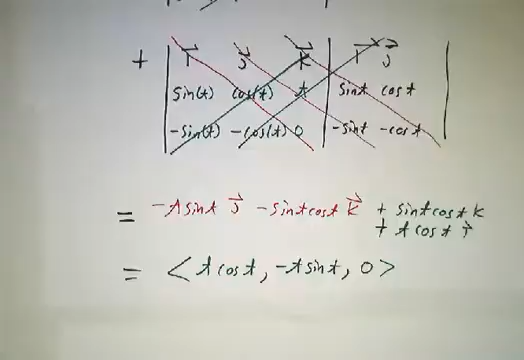 + | i⃗ j⃗ k⃗ | i⃗ j⃗ |
sin(t) cos(t) t | sint cost
-sin(t) -cos(t) 0 | -sint -cost
= -tsint j⃗ -sintcost k⃗ + sintcost k
+ tcost i⃗
= < tcost, -tsint, 0 >